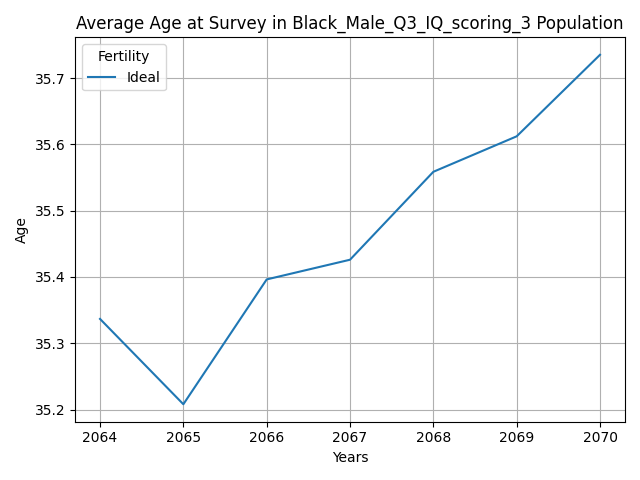 Average Age at Survey in Black_Male_Q3_IQ_scoring_3 Population
Fertility
Ideal
Age
35.7
35.6
35.5
35.4
35.3
35.2
2064 2065 2066 2067 2068 2069 2070
Years